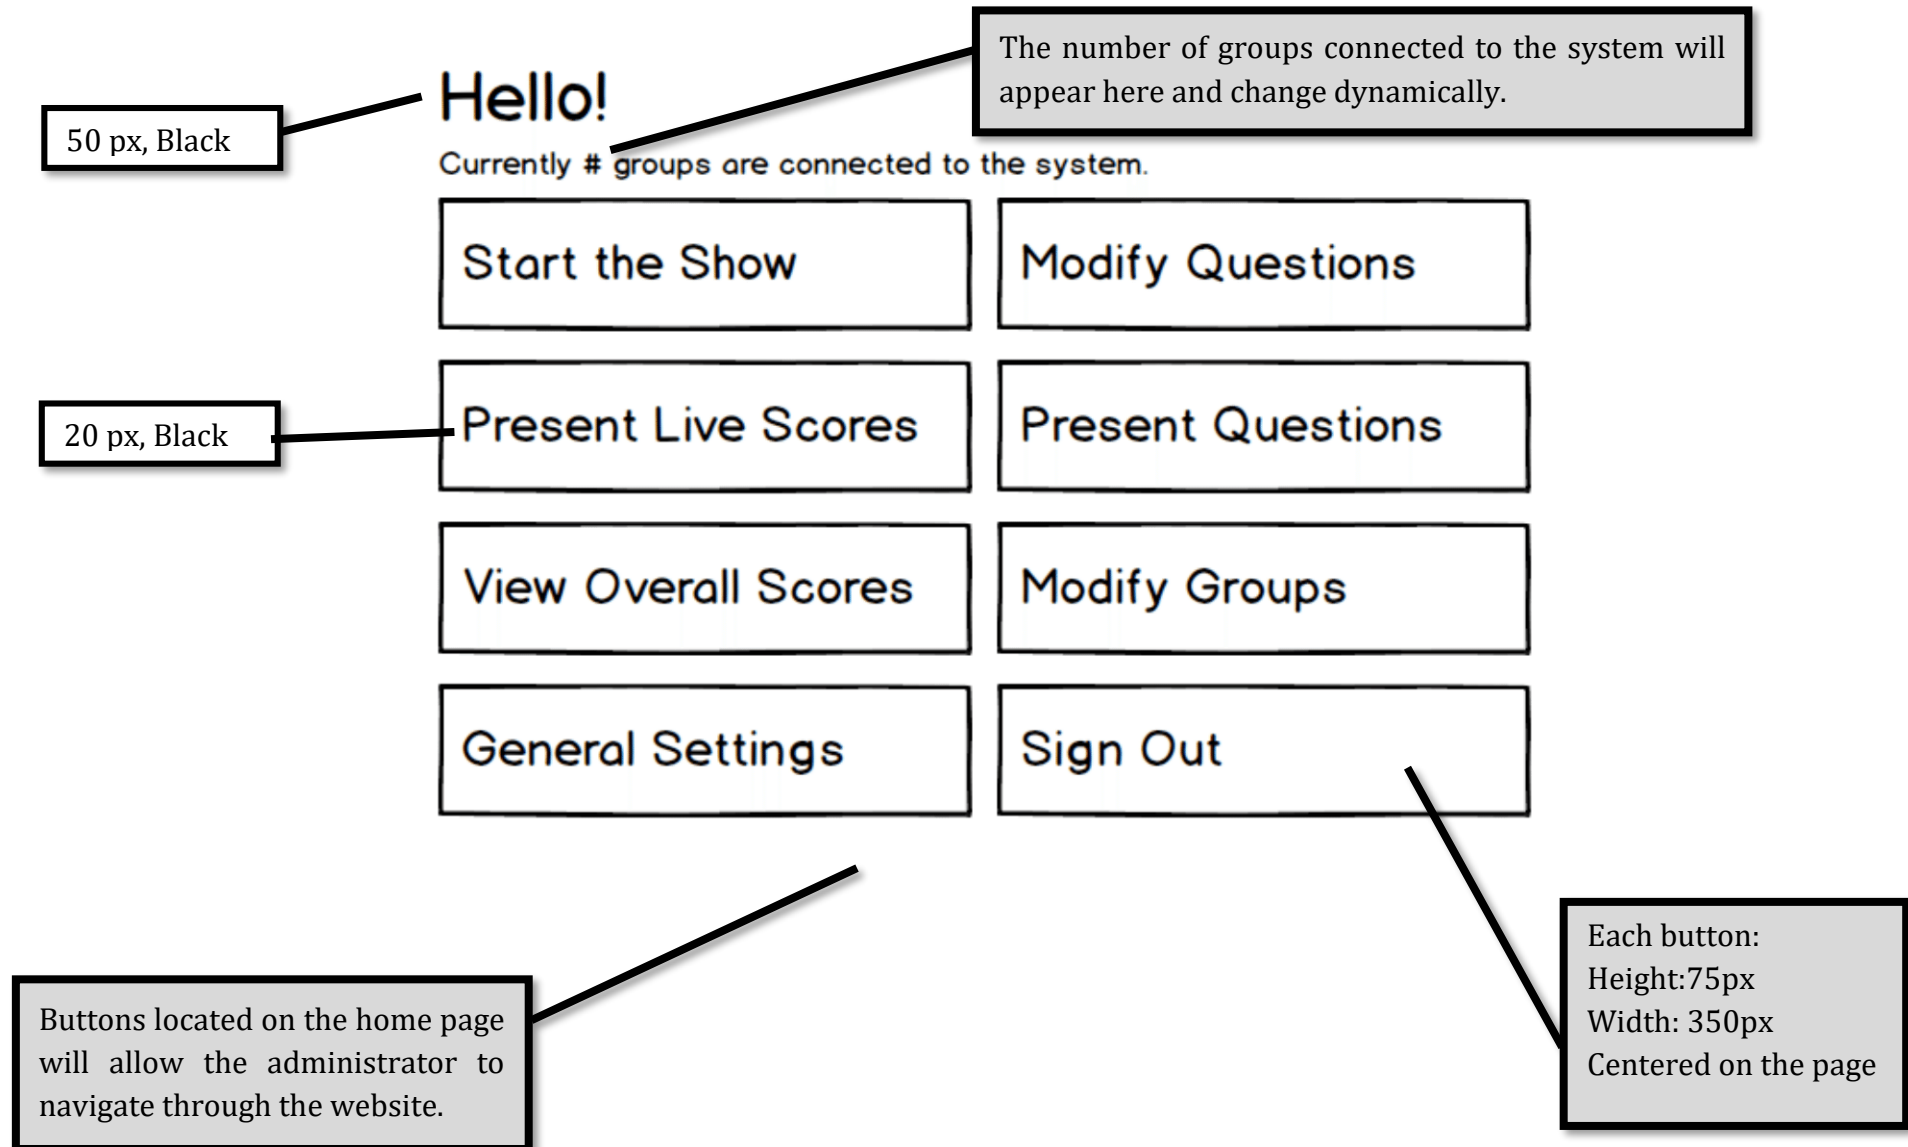 The number of groups connected to the system will
appear here and change dynamically.
Hello!
50 px, Black
Currently # groups are connected to the system.
Start the Show
Modify Questions
20 px, Black
Present Live Scores
Present Questions
View Overall Scores
Modify Groups
General Settings
Sign Out
Each button:
Height:75px
Width: 350px
Centered on the page
Buttons located on the home page
will allow the administrator to
navigate through the website.